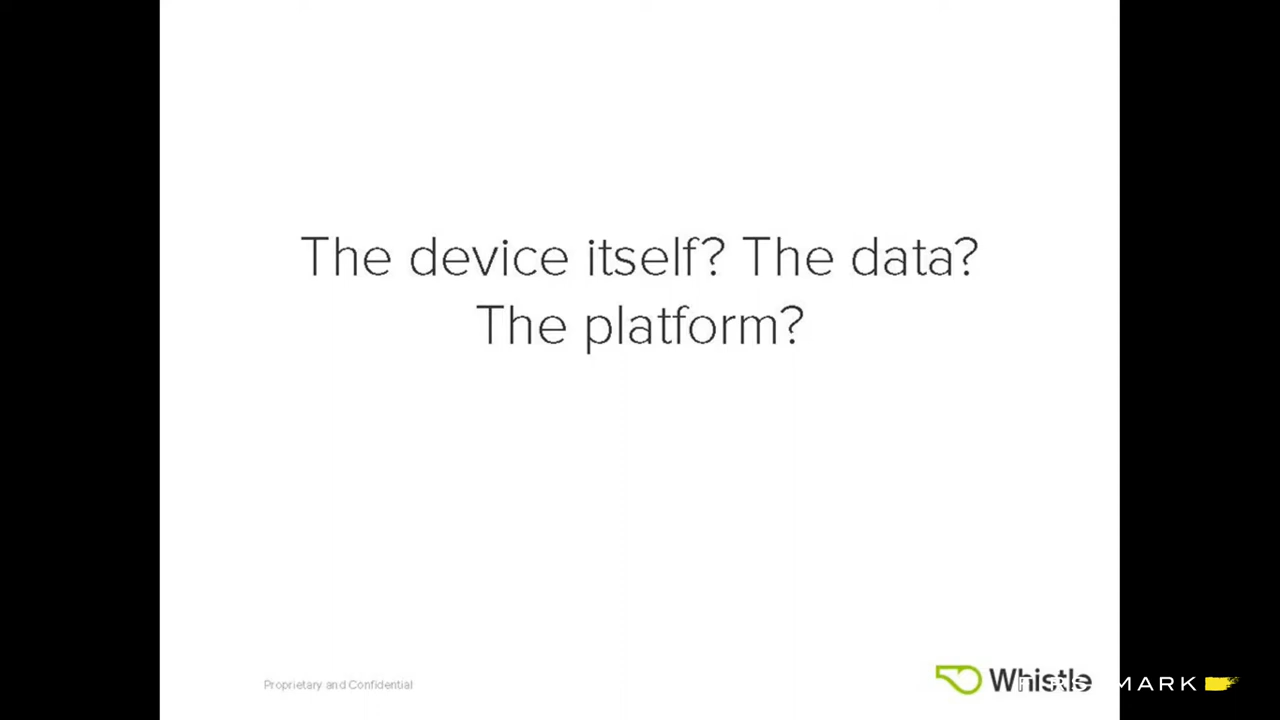 The device itself? The data?
The platform?
Proprietary and Confidential
Whistle
MARK